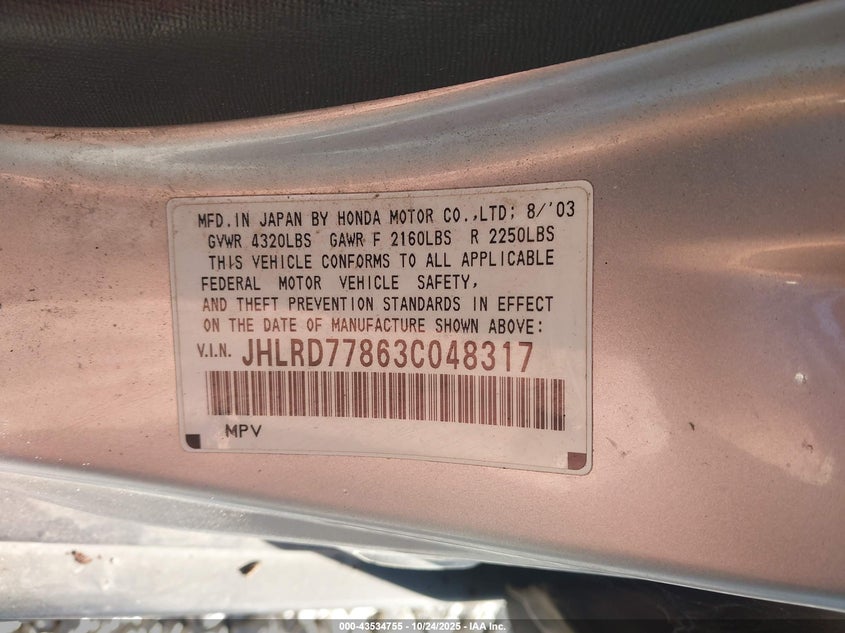 MFD.IN JAPAN BY HONDA MOTOR CO.,LTD; 8/'03
GVWR 4320LBS GAWR F 2160LBS R 2250LBS
THIS VEHICLE CONFORMS TO ALL APPLICABLE
FEDERAL MOTOR VEHICLE SAFETY,
AND THEFT PREVENTION STANDARDS IN EFFECT
ON THE DATE OF MANUFACTURE SHOWN ABOVE:
V.I.N. JHLRD77863C048317
MPV
000-43534755 - 10/24/2025 - IAA Inc.